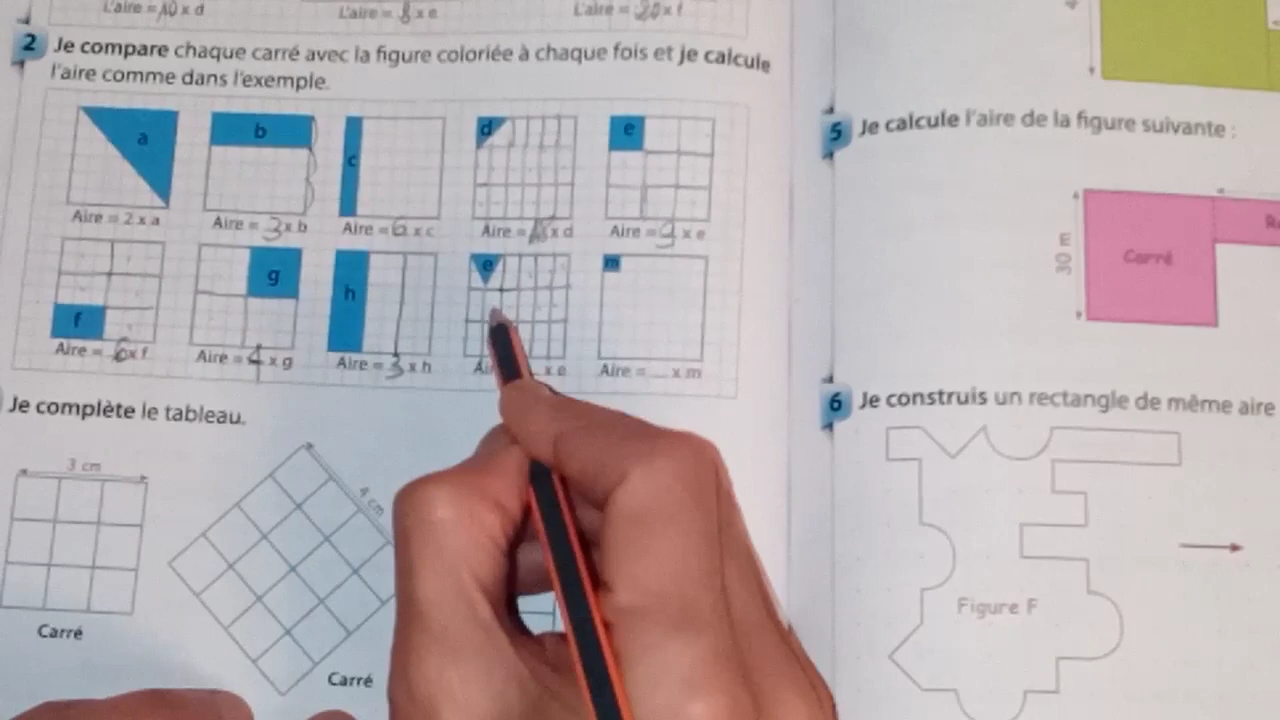 L'aire = 10 x d
L'aire = 8 x e
L'aire = 20 x f
2 Je compare chaque carré avec la figure coloriée à chaque fois et je calcule
l'aire comme dans l'exemple.
a
b
c
d
e
Aire = 2 x a
Aire = 3 x b
Aire = 6 x c
Aire = 18 x d
Aire = 9 x e
f
g
h
e
m
Aire = 6 x f
Aire = 4 x g
Aire = 3 x h
x e
Aire = ... x m
Je complète le tableau.
3 cm
Carré
4 cm
Carré
5 Je calcule l'aire de la figure suivante :
30 m
Carré
6 Je construis un rectangle de même aire
Figure F